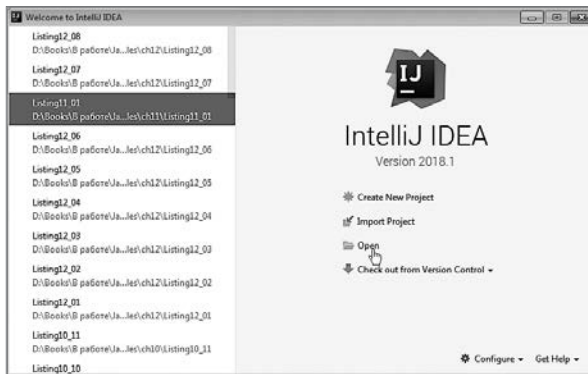 Welcome to IntelliJ IDEA
Listing12_08
D:\Books\В работе\Ja...les\ch12\Listing12_08
Listing12_07
D:\Books\В работе\Ja...les\ch12\Listing12_07
Listing11_01
D:\Books\В работе\Ja...les\ch11\Listing11_01
Listing12_06
D:\Books\В работе\Ja...les\ch12\Listing12_06
Listing12_05
D:\Books\В работе\Ja...les\ch12\Listing12_05
Listing12_04
D:\Books\В работе\Ja...les\ch12\Listing12_04
Listing12_03
D:\Books\В работе\Ja...les\ch12\Listing12_03
Listing12_02
D:\Books\В работе\Ja...les\ch12\Listing12_02
Listing12_01
D:\Books\В работе\Ja...les\ch12\Listing12_01
Listing10_11
D:\Books\В работе\Ja...les\ch10\Listing10_11
Listing10_10
IJ
IntelliJ IDEA
Version 2018.1
Create New Project
Import Project
Open
Check out from Version Control
Configure
Get Help